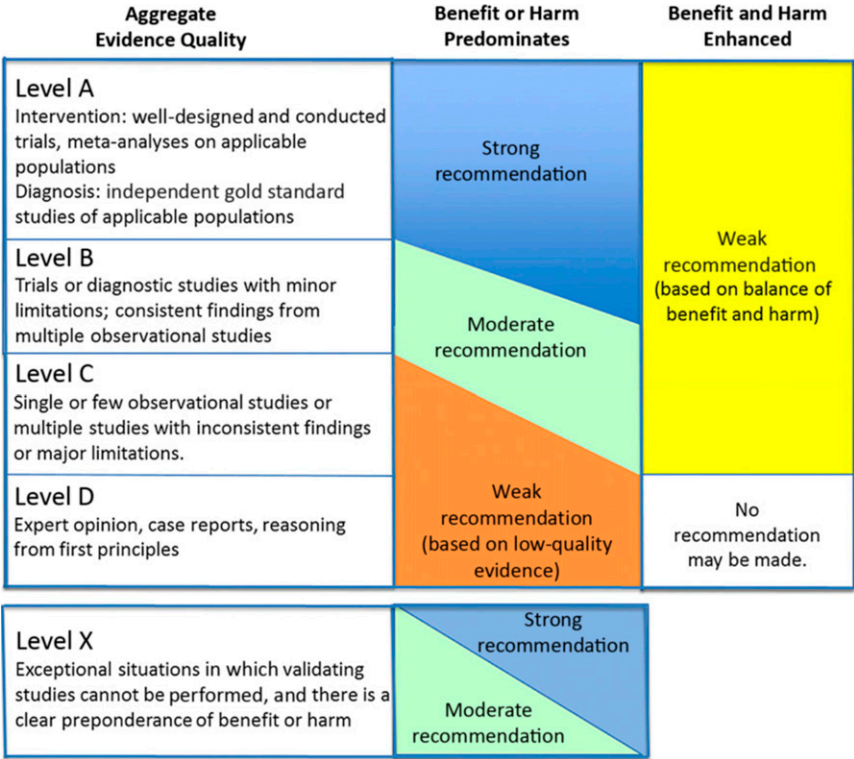 Aggregate
Evidence Quality
Benefit or Harm
Predominates
Benefit and Harm
Enhanced
Level A
Intervention: well-designed and conducted
trials, meta-analyses on applicable
populations
Diagnosis: independent gold standard
studies of applicable populations
Strong
recommendation
Weak
recommendation
(based on balance of
benefit and harm)
Level B
Trials or diagnostic studies with minor
limitations; consistent findings from
multiple observational studies
Moderate
recommendation
Level C
Single or few observational studies or
multiple studies with inconsistent findings
or major limitations.
Level D
Expert opinion, case reports, reasoning
from first principles
Weak
recommendation
(based on low-quality
evidence)
No
recommendation
may be made.
Level X
Exceptional situations in which validating
studies cannot be performed, and there is a
clear preponderance of benefit or harm
Strong
recommendation
Moderate
recommendation